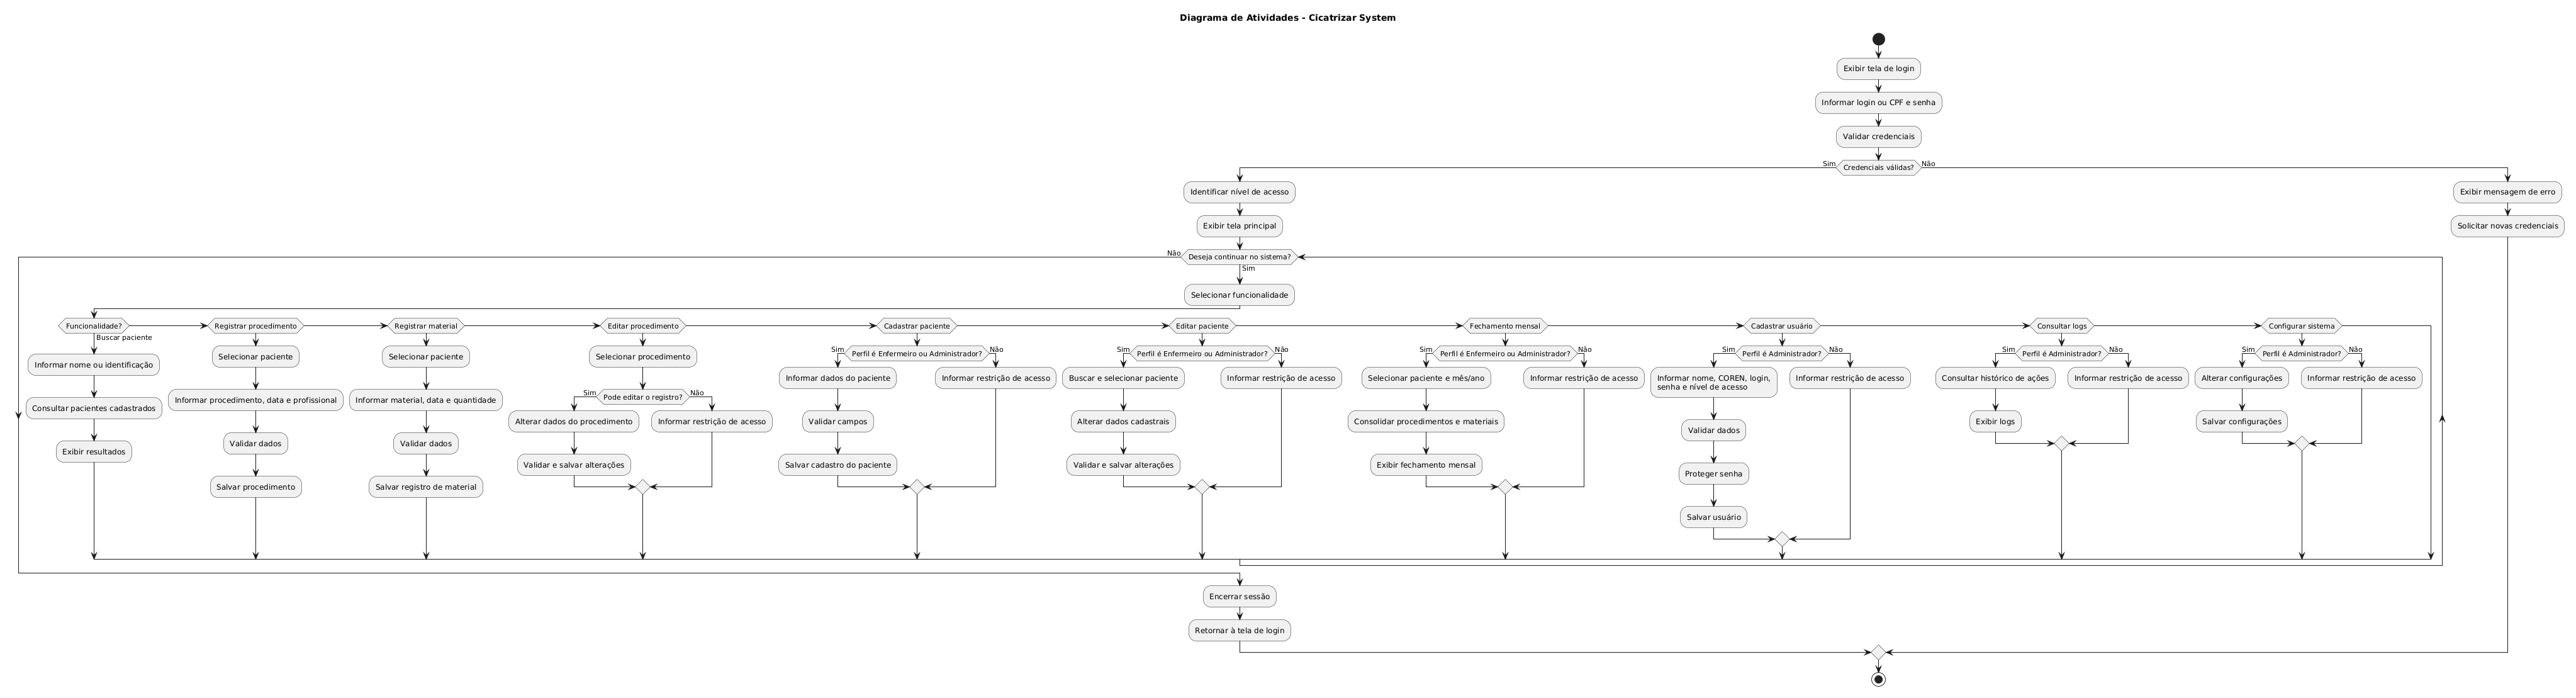 Diagrama de Atividades - Cicatrizar System
Exibir tela de login
Informar login ou CPF e senha
Validar credenciais
Sim
Credenciais válidas?
Não
Identificar nível de acesso
Exibir mensagem de erro
Exibir tela principal
Solicitar novas credenciais
Não
Deseja continuar no sistema?
Sim
Selecionar funcionalidade
Funcionalidade?
Buscar paciente
Informar nome ou identificação
Consultar pacientes cadastrados
Exibir resultados
Registrar procedimento
Selecionar paciente
Informar procedimento, data e profissional
Validar dados
Salvar procedimento
Registrar material
Selecionar paciente
Informar material, data e quantidade
Validar dados
Salvar registro de material
Editar procedimento
Selecionar procedimento
Sim
Pode editar o registro?
Não
Alterar dados do procedimento
Informar restrição de acesso
Validar e salvar alterações
Cadastrar paciente
Sim
Perfil é Enfermeiro ou Administrador?
Não
Informar dados do paciente
Informar restrição de acesso
Validar campos
Salvar cadastro do paciente
Editar paciente
Sim
Perfil é Enfermeiro ou Administrador?
Não
Buscar e selecionar paciente
Informar restrição de acesso
Alterar dados cadastrais
Validar e salvar alterações
Fechamento mensal
Sim
Perfil é Enfermeiro ou Administrador?
Não
Selecionar paciente e mês/ano
Informar restrição de acesso
Consolidar procedimentos e materiais
Exibir fechamento mensal
Cadastrar usuário
Sim
Perfil é Administrador?
Não
Informar nome, COREN, login,
senha e nível de acesso
Informar restrição de acesso
Validar dados
Proteger senha
Salvar usuário
Consultar logs
Sim
Perfil é Administrador?
Não
Consultar histórico de ações
Informar restrição de acesso
Exibir logs
Configurar sistema
Sim
Perfil é Administrador?
Não
Alterar configurações
Informar restrição de acesso
Salvar configurações
Encerrar sessão
Retornar à tela de login